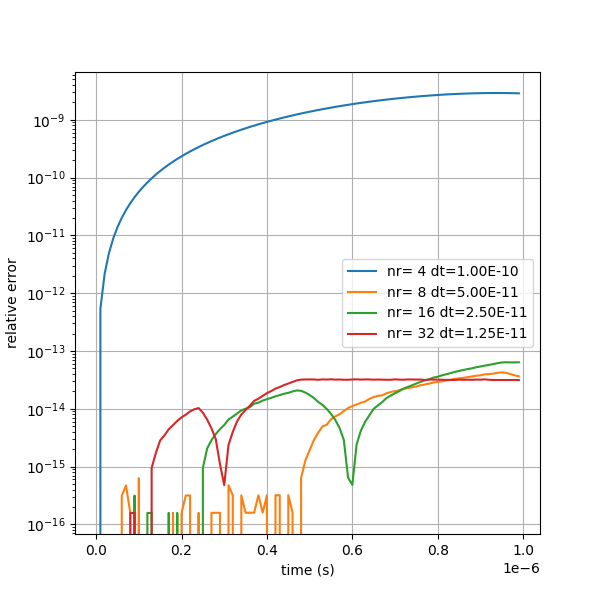 10⁻⁹
10⁻¹⁰
10⁻¹¹
10⁻¹²
10⁻¹³
10⁻¹⁴
10⁻¹⁵
10⁻¹⁶
relative error
nr= 4 dt=1.00E-10
nr= 8 dt=5.00E-11
nr= 16 dt=2.50E-11
nr= 32 dt=1.25E-11
0.0 0.2 0.4 0.6 0.8 1.0
time (s)
1e−6